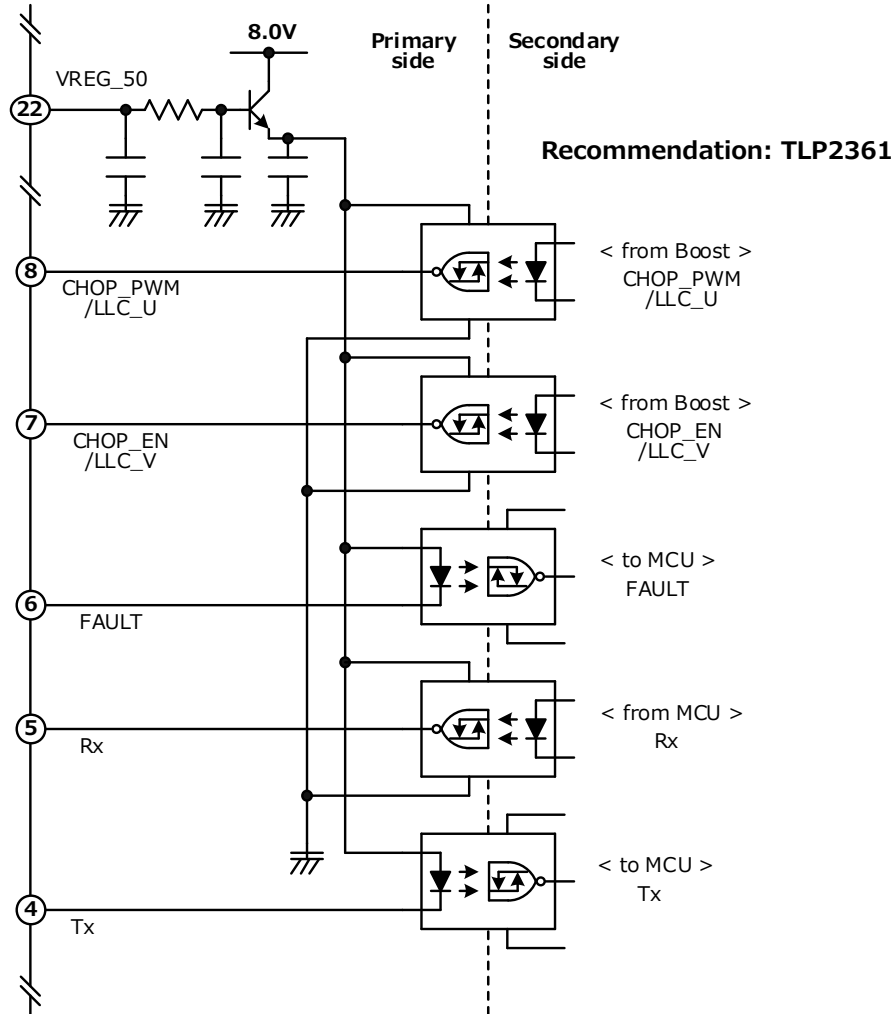 8.0V
Primary
side
Secondary
side
VREG_50
22
Recommendation: TLP2361
8
CHOP_PWM
/LLC_U
< from Boost >
CHOP_PWM
/LLC_U
7
CHOP_EN
/LLC_V
< from Boost >
CHOP_EN
/LLC_V
6
FAULT
< to MCU >
FAULT
5
Rx
< from MCU >
Rx
4
Tx
< to MCU >
Tx